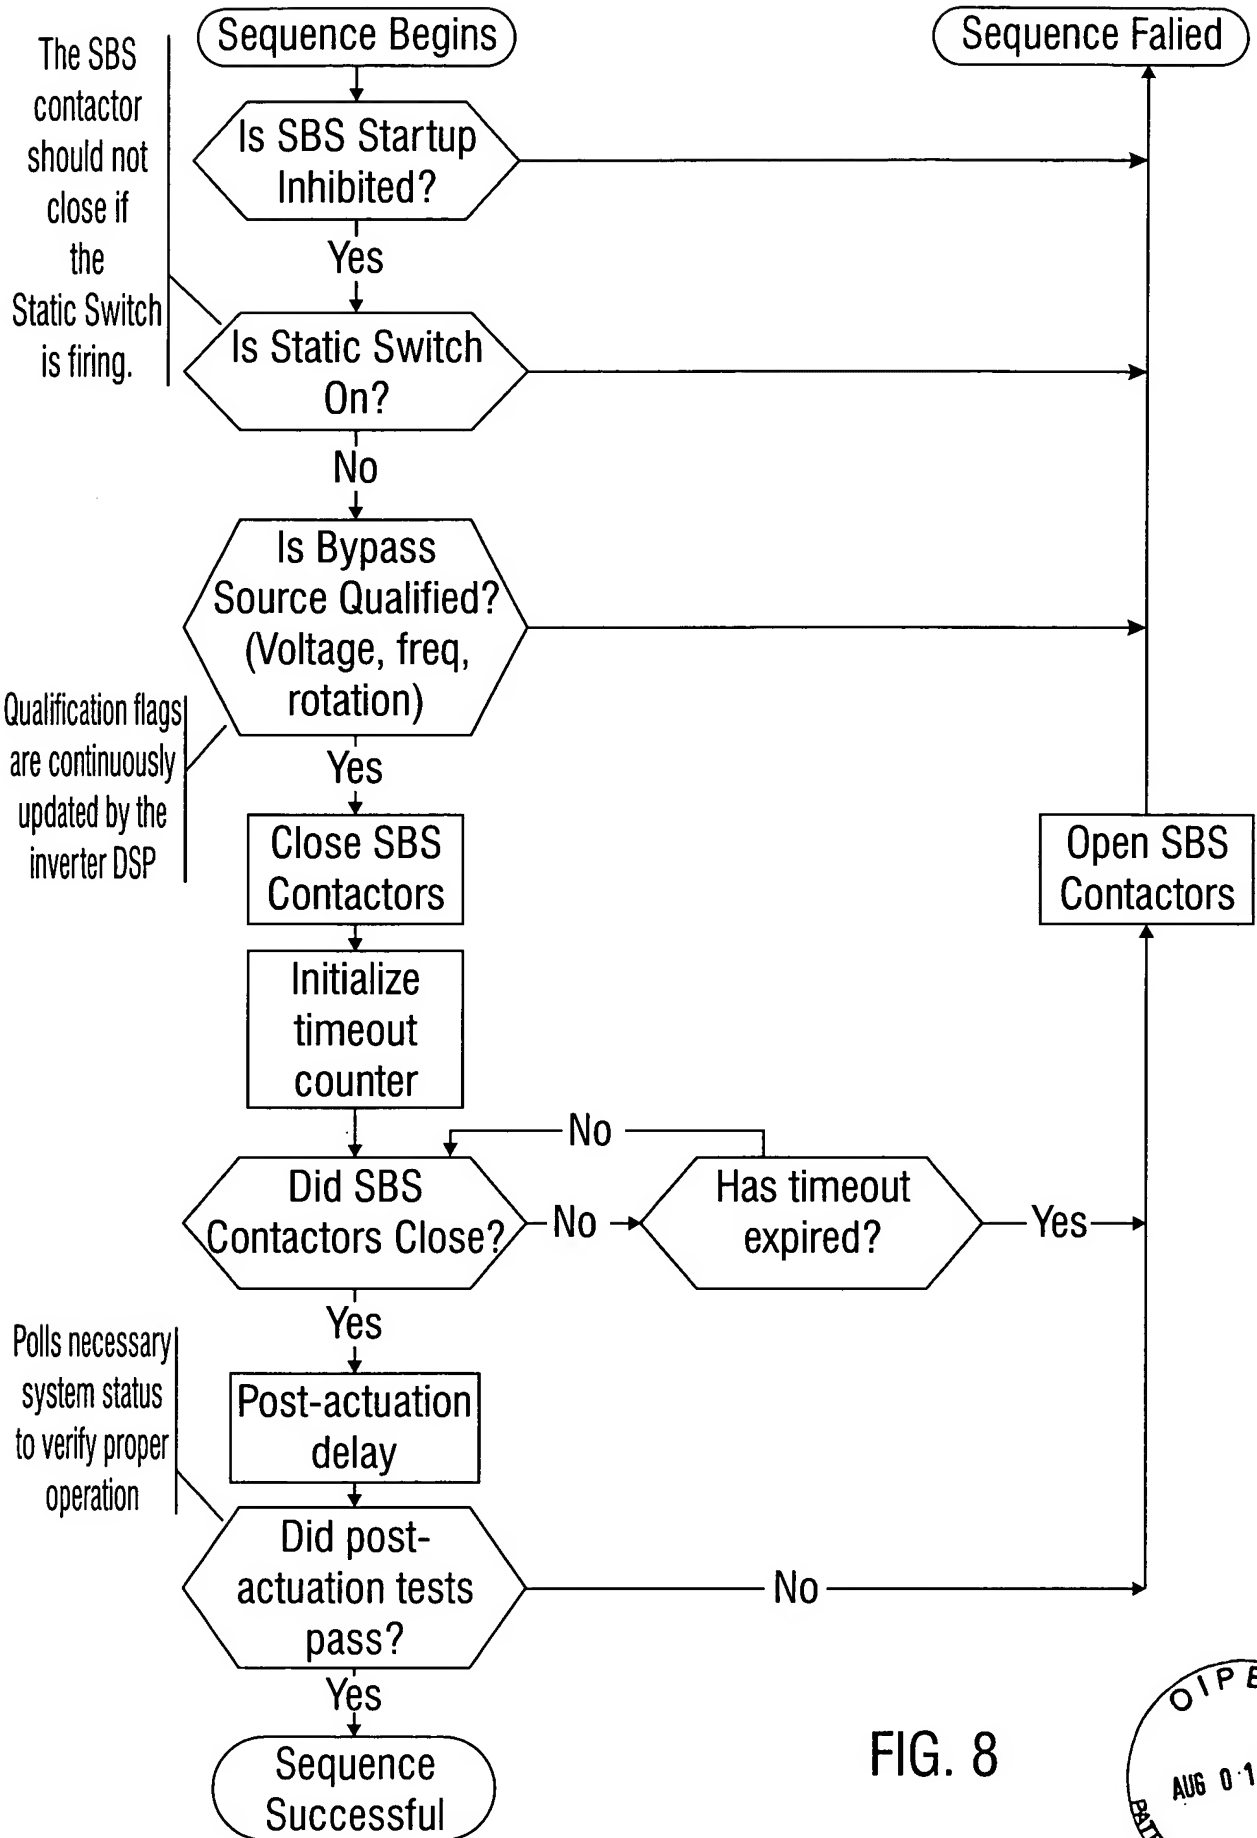 Sequence Begins
Sequence Falied
The SBS
contactor
should not
close if
the
Static Switch
is firing.
Is SBS Startup
Inhibited?
Yes
Is Static Switch
On?
No
Is Bypass
Source Qualified?
(Voltage, freq,
rotation)
Qualification flags
are continuously
updated by the
inverter DSP
Yes
Close SBS
Contactors
Open SBS
Contactors
Initialize
timeout
counter
No
Did SBS
Contactors Close?
No
Has timeout
expired?
Yes
Yes
Polls necessary
system status
to verify proper
operation
Post-actuation
delay
Did post-
actuation tests
pass?
No
Yes
Sequence
Successful
FIG. 8
OIPE
AUG 01